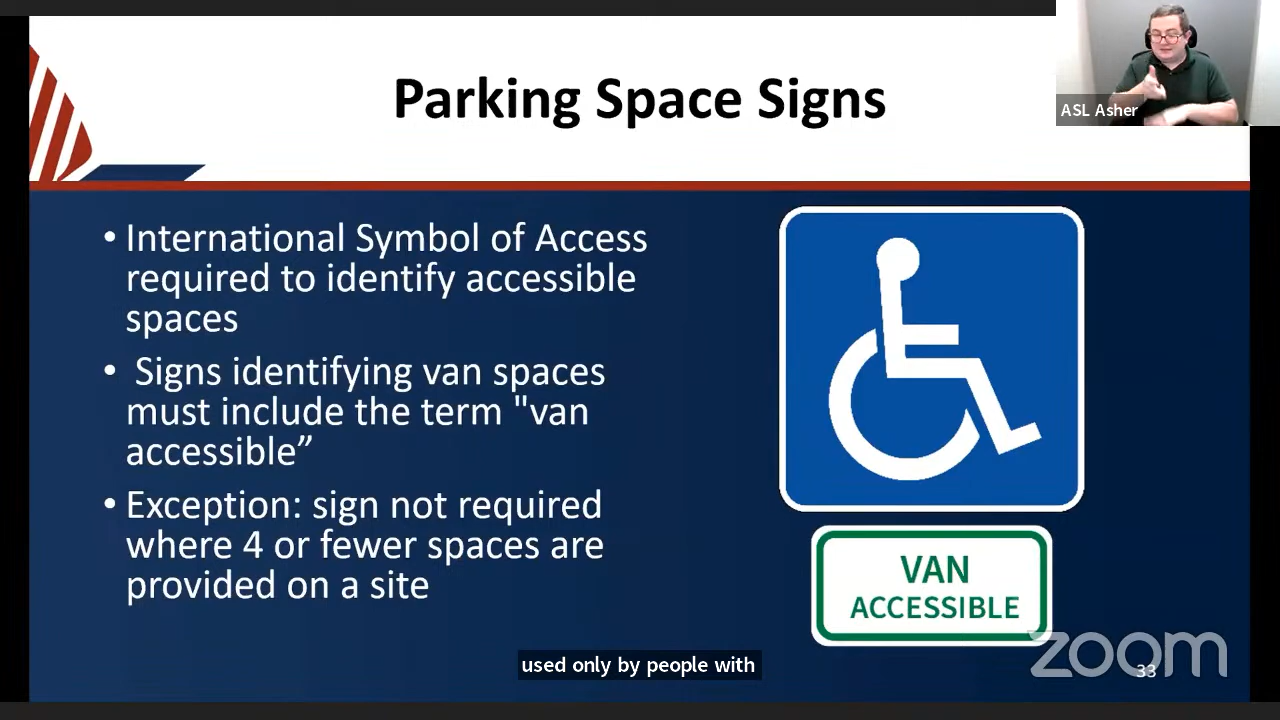 Parking Space Signs
ASL Asher
• International Symbol of Access
required to identify accessible
spaces
• Signs identifying van spaces
must include the term "van
accessible”
• Exception: sign not required
where 4 or fewer spaces are
provided on a site
VAN
ACCESSIBLE
used only by people with
zoom
33